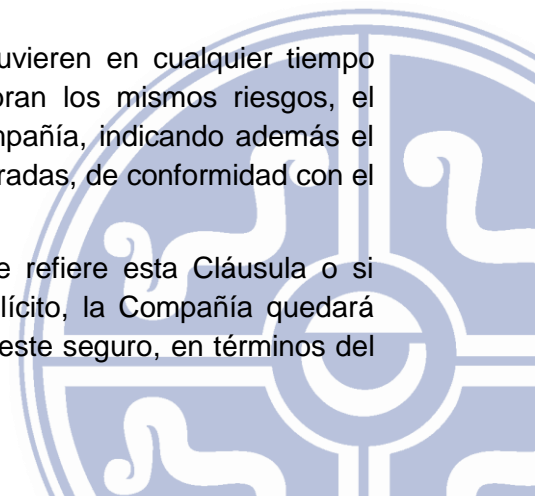 uvieren en cualquier tiempo
oran los mismos riesgos, el
mpañía, indicando además el
radas, de conformidad con el
e refiere esta Cláusula o si
lícito, la Compañía quedará
este seguro, en términos del